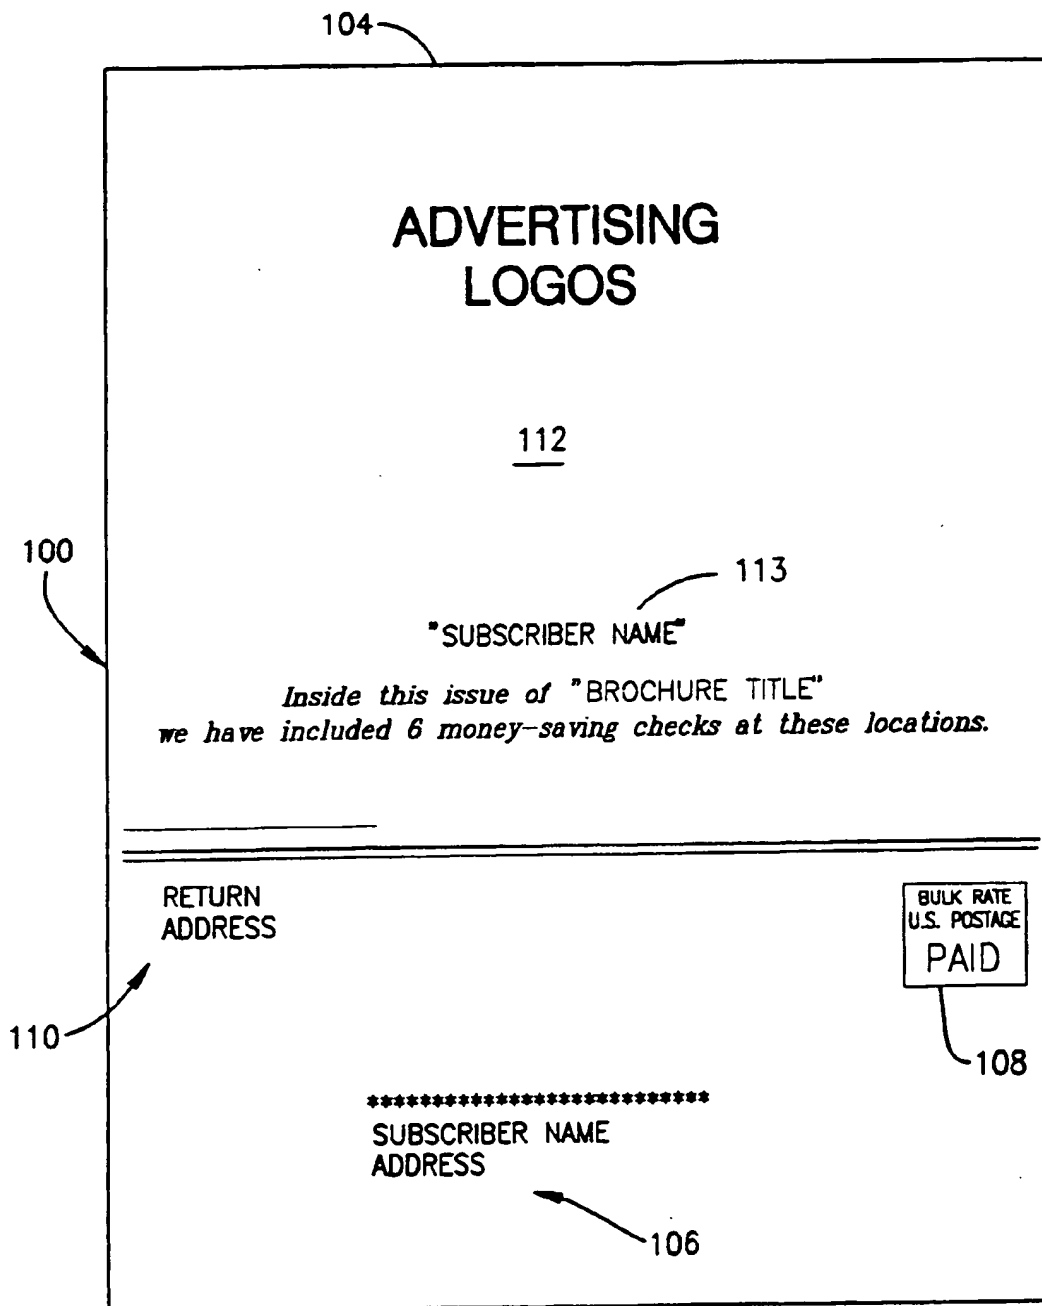 104
ADVERTISING
LOGOS
112
100
113
"SUBSCRIBER NAME"
Inside this issue of "BROCHURE TITLE"
we have included 6 money-saving checks at these locations.
RETURN
ADDRESS
BULK RATE
U.S. POSTAGE
PAID
110
108
**************************
SUBSCRIBER NAME
ADDRESS
106